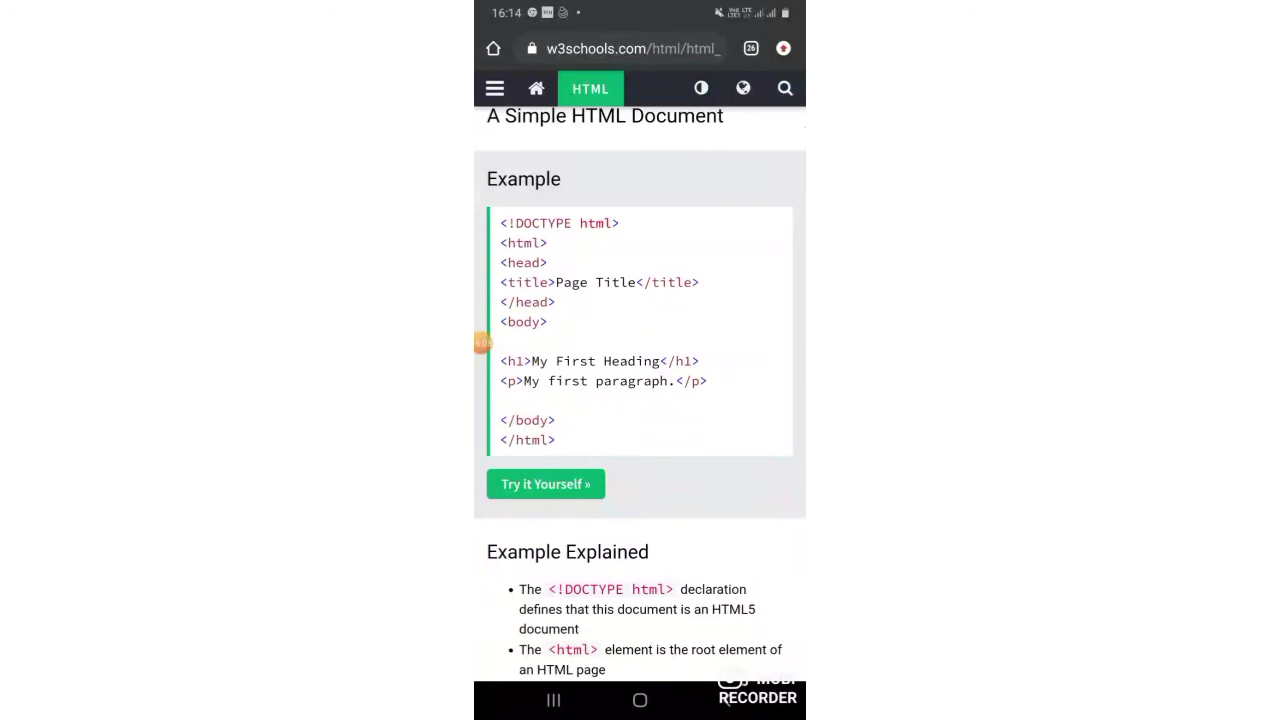 16:14
w3schools.com/html/html_
26
HTML
A Simple HTML Document
Example
<!DOCTYPE html>
<html>
<head>
<title>Page Title</title>
</head>
<body>
<h1>My First Heading</h1>
<p>My first paragraph.</p>
</body>
</html>
Try it Yourself »
Example Explained
• The <!DOCTYPE html> declaration
defines that this document is an HTML5
document
• The <html> element is the root element of
an HTML page
MOBI
RECORDER